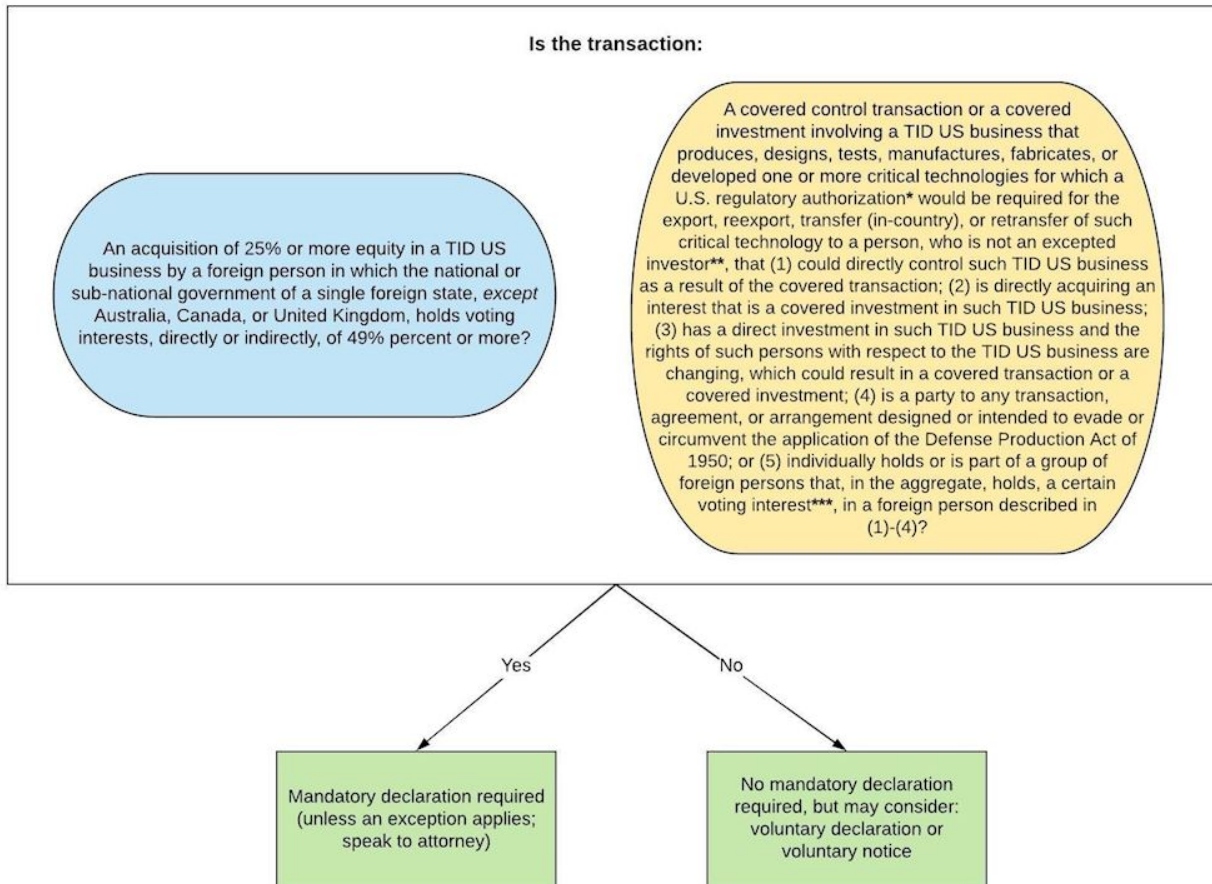 Is the transaction:
An acquisition of 25% or more equity in a TID US
business by a foreign person in which the national or
sub-national government of a single foreign state, except
Australia, Canada, or United Kingdom, holds voting
interests, directly or indirectly, of 49% percent or more?
A covered control transaction or a covered
investment involving a TID US business that
produces, designs, tests, manufactures, fabricates, or
developed one or more critical technologies for which a
U.S. regulatory authorization* would be required for the
export, reexport, transfer (in-country), or retransfer of such
critical technology to a person, who is not an excepted
investor**, that (1) could directly control such TID US business
as a result of the covered transaction; (2) is directly acquiring an
interest that is a covered investment in such TID US business;
(3) has a direct investment in such TID US business and the
rights of such persons with respect to the TID US business are
changing, which could result in a covered transaction or a
covered investment; (4) is a party to any transaction,
agreement, or arrangement designed or intended to evade or
circumvent the application of the Defense Production Act of
1950; or (5) individually holds or is part of a group of
foreign persons that, in the aggregate, holds, a certain
voting interest***, in a foreign person described in
(1)-(4)?
Yes
No
Mandatory declaration required
(unless an exception applies;
speak to attorney)
No mandatory declaration
required, but may consider:
voluntary declaration or
voluntary notice